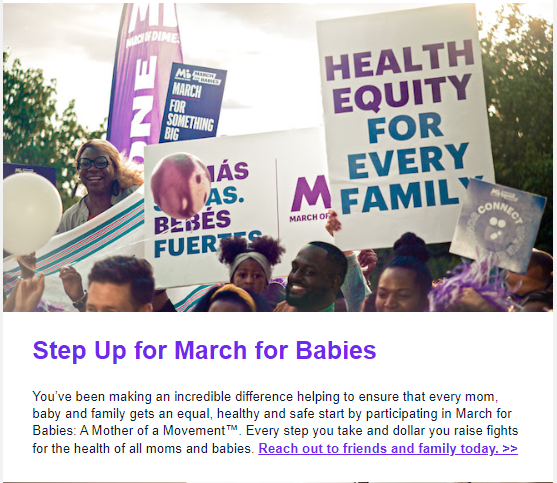 MARCH OF DIMES
ONE
MARCH
FOR BABIES
MARCH
FOR
SOMETHING
BIG
HEALTH
EQUITY
FOR
EVERY
FAMILY
MÁS
AS.
BEBÉS
FUERTES
M
MARCH OF
CONNECT
Step Up for March for Babies
You’ve been making an incredible difference helping to ensure that every mom,
baby and family gets an equal, healthy and safe start by participating in March for
Babies: A Mother of a Movement™. Every step you take and dollar you raise fights
for the health of all moms and babies. Reach out to friends and family today. >>